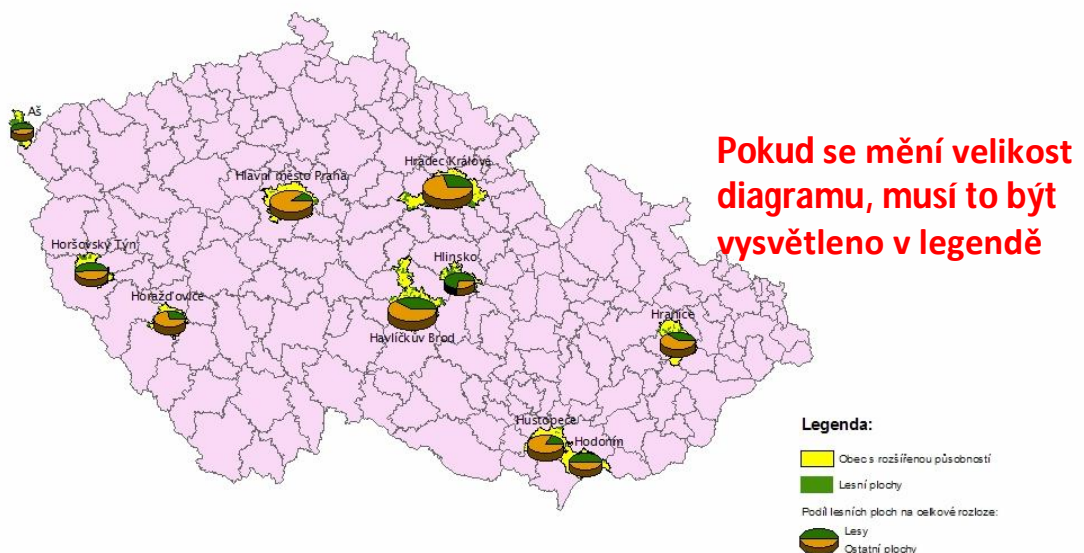 Aš
Hradec Králové
Hlavní město Praha
Pokud se mění velikost
diagramu, musí to být
vysvětleno v legendě
Horšovský Týn
Hlinsko
Horažďovice
Hranice
Havlíčkův Brod
Hustopeče
Hodonín
Legenda:
Obec s rozšířenou působností
Lesní plochy
Podíl lesních ploch na celkové rozloze:
Lesy
Ostatní plochy